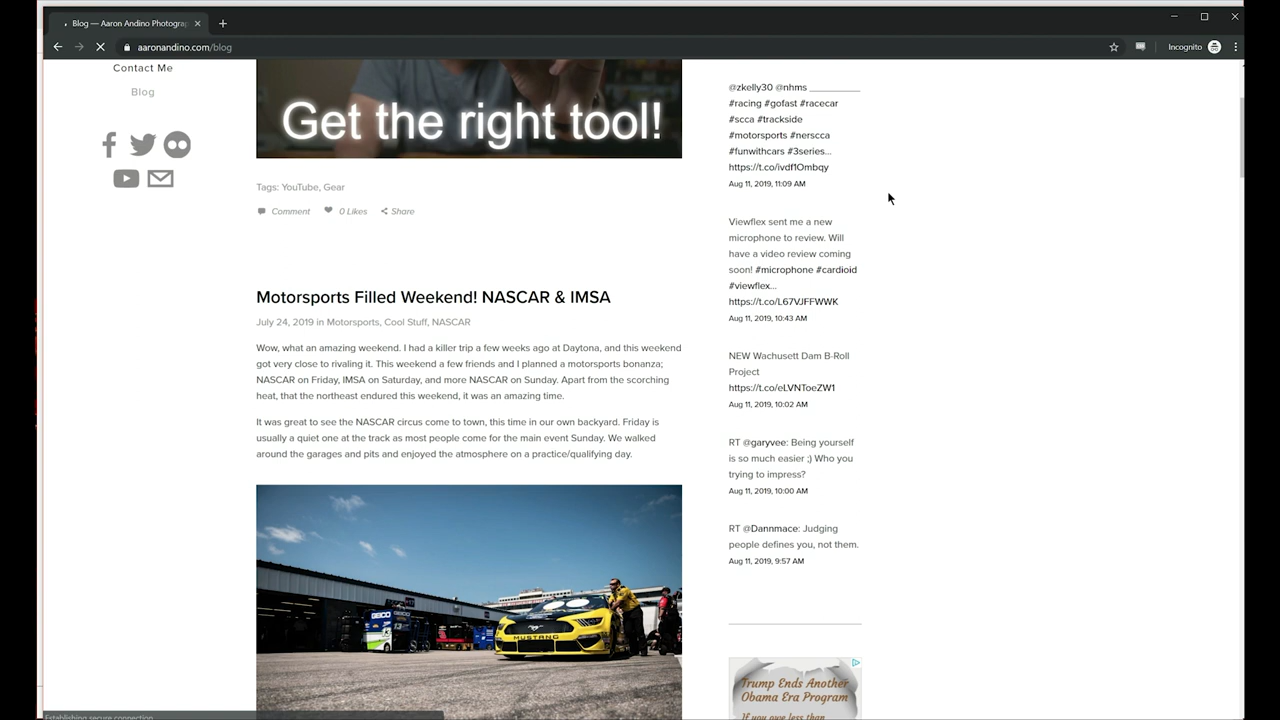 Blog — Aaron Andino Photogra
aaronandino.com/blog
Incognito
Contact Me
Blog
Get the right tool!
Tags: YouTube, Gear
Comment 0 Likes Share
Motorsports Filled Weekend! NASCAR & IMSA
July 24, 2019 in Motorsports, Cool Stuff, NASCAR
Wow, what an amazing weekend. I had a killer trip a few weeks ago at Daytona, and this weekend
got very close to rivaling it. This weekend a few friends and I planned a motorsports bonanza;
NASCAR on Friday, IMSA on Saturday, and more NASCAR on Sunday. Apart from the scorching
heat, that the northeast endured this weekend, it was an amazing time.
It was great to see the NASCAR circus come to town, this time in our own backyard. Friday is
usually a quiet one at the track as most people come for the main event Sunday. We walked
around the garages and pits and enjoyed the atmosphere on a practice/qualifying day.
GEICO
MUSTANG
@zkelly30 @nhms ___________
#racing #gofast #racecar
#scca #trackside
#motorsports #nerscca
#funwithcars #3series...
https://t.co/ivdf1Ombqy
Aug 11, 2019, 11:09 AM
Viewflex sent me a new
microphone to review. Will
have a video review coming
soon! #microphone #cardioid
#viewflex...
https://t.co/L67VJFFWWK
Aug 11, 2019, 10:43 AM
NEW Wachusett Dam B-Roll
Project
https://t.co/eLVNToeZW1
Aug 11, 2019, 10:02 AM
RT @garyvee: Being yourself
is so much easier ;) Who you
trying to impress?
Aug 11, 2019, 10:00 AM
RT @Dannmace: Judging
people defines you, not them.
Aug 11, 2019, 9:57 AM
Trump Ends Another
Obama Era Program
If you owe less than
Establishing secure connection